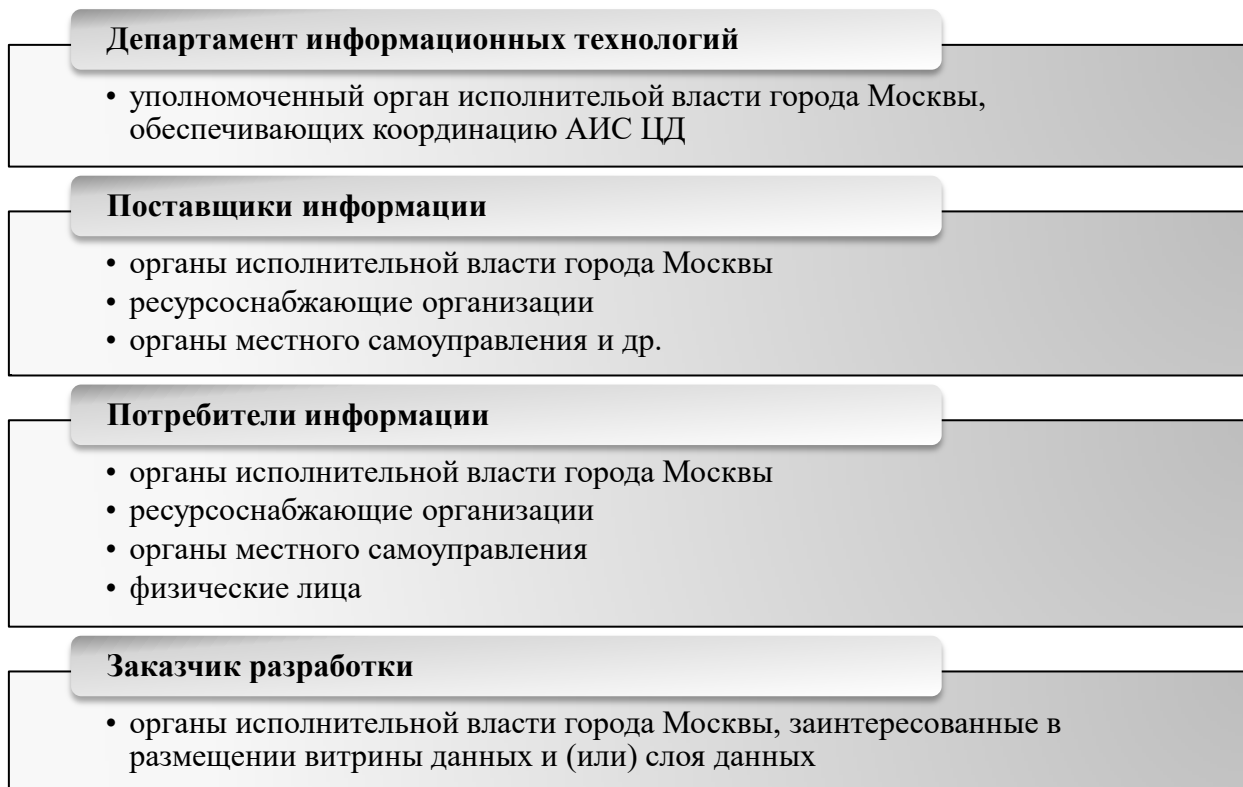 Департамент информационных технологий
• уполномоченный орган исполнительой власти города Москвы,
обеспечивающих координацию АИС ЦД
Поставщики информации
• органы исполнительной власти города Москвы
• ресурсоснабжающие организации
• органы местного самоуправления и др.
Потребители информации
• органы исполнительной власти города Москвы
• ресурсоснабжающие организации
• органы местного самоуправления
• физические лица
Заказчик разработки
• органы исполнительной власти города Москвы, заинтересованные в
размещении витрины данных и (или) слоя данных